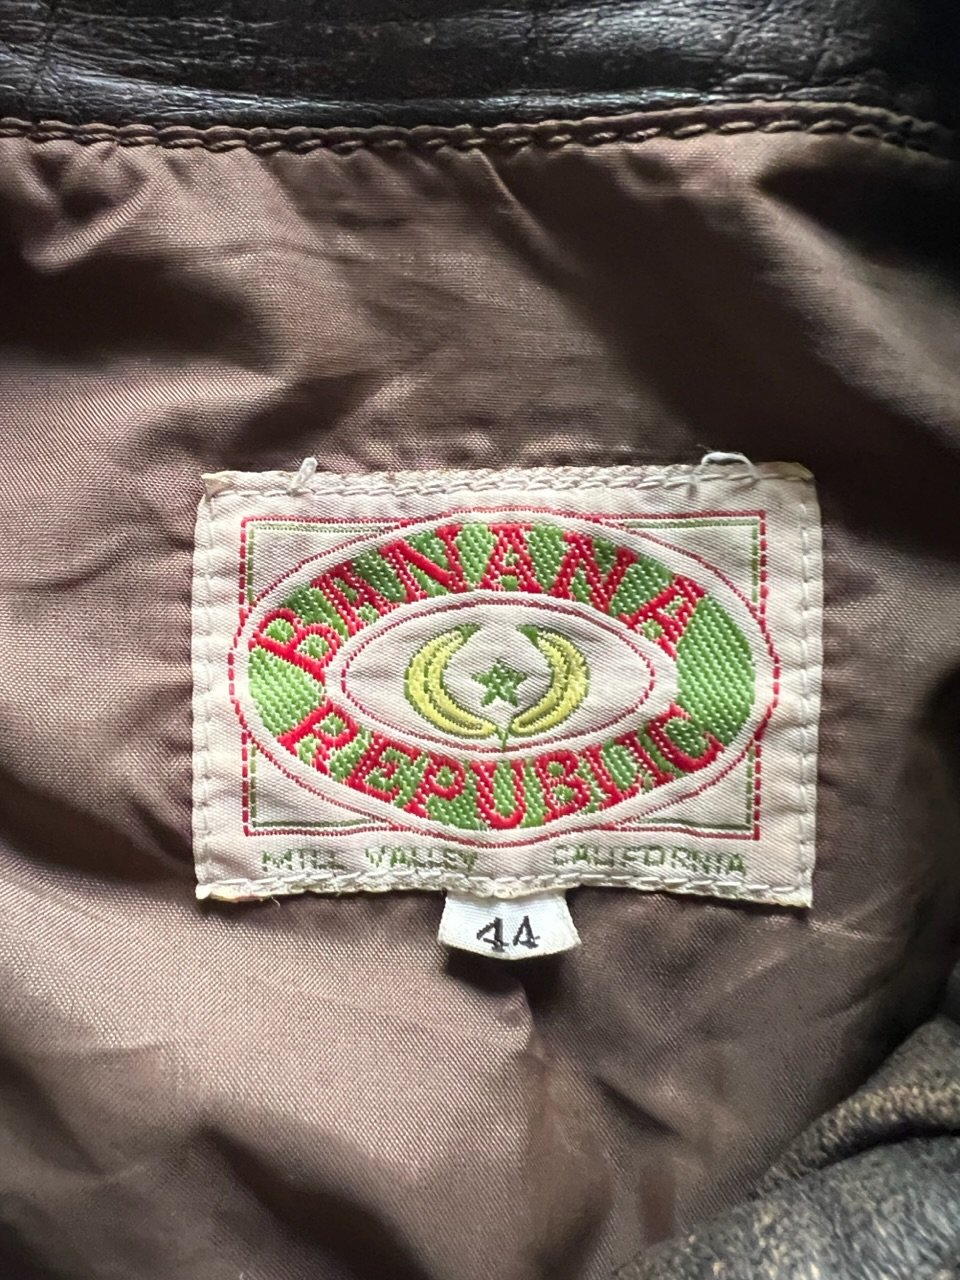 BANANA
REPUBLIC
MILL VALLEY CALIFORNIA
44